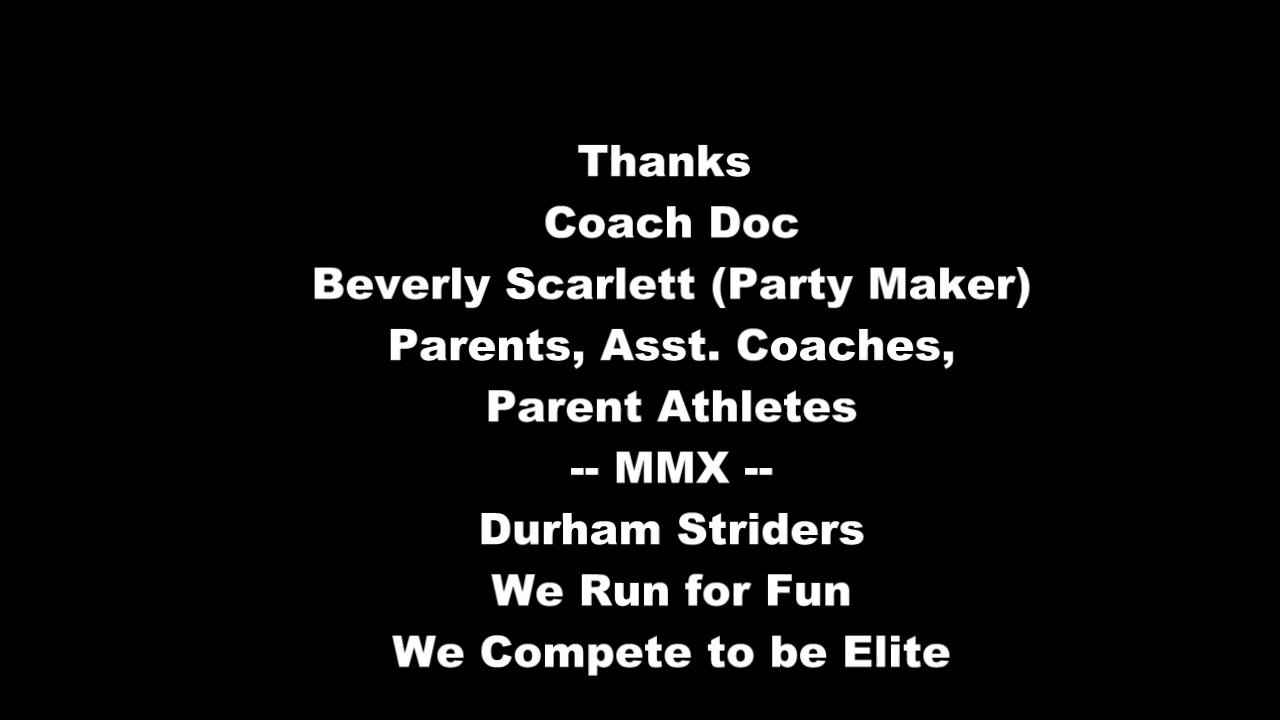 Thanks
Coach Doc
Beverly Scarlett (Party Maker)
Parents, Asst. Coaches,
Parent Athletes
-- MMX --
Durham Striders
We Run for Fun
We Compete to be Elite